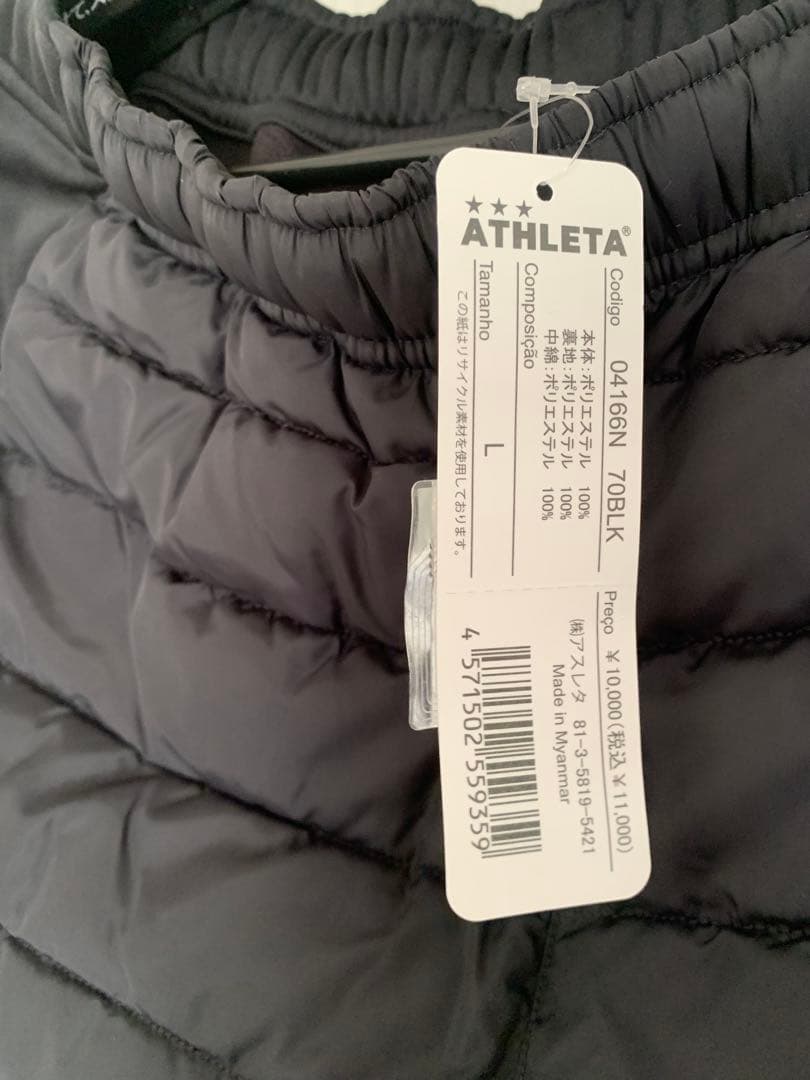 ★★★
ATHLETA®
Codigo 04166N 70BLK
本体:ポリエステル 100%
裏地:ポリエステル 100%
中綿:ポリエステル 100%
Composição
Tamanho L
この紙はリサイクル素材を使用しております。
Preço ¥10,000(税込¥11,000)
㈱アスレタ 81-3-5819-5421
Made in Myanmar
4 571502 559359